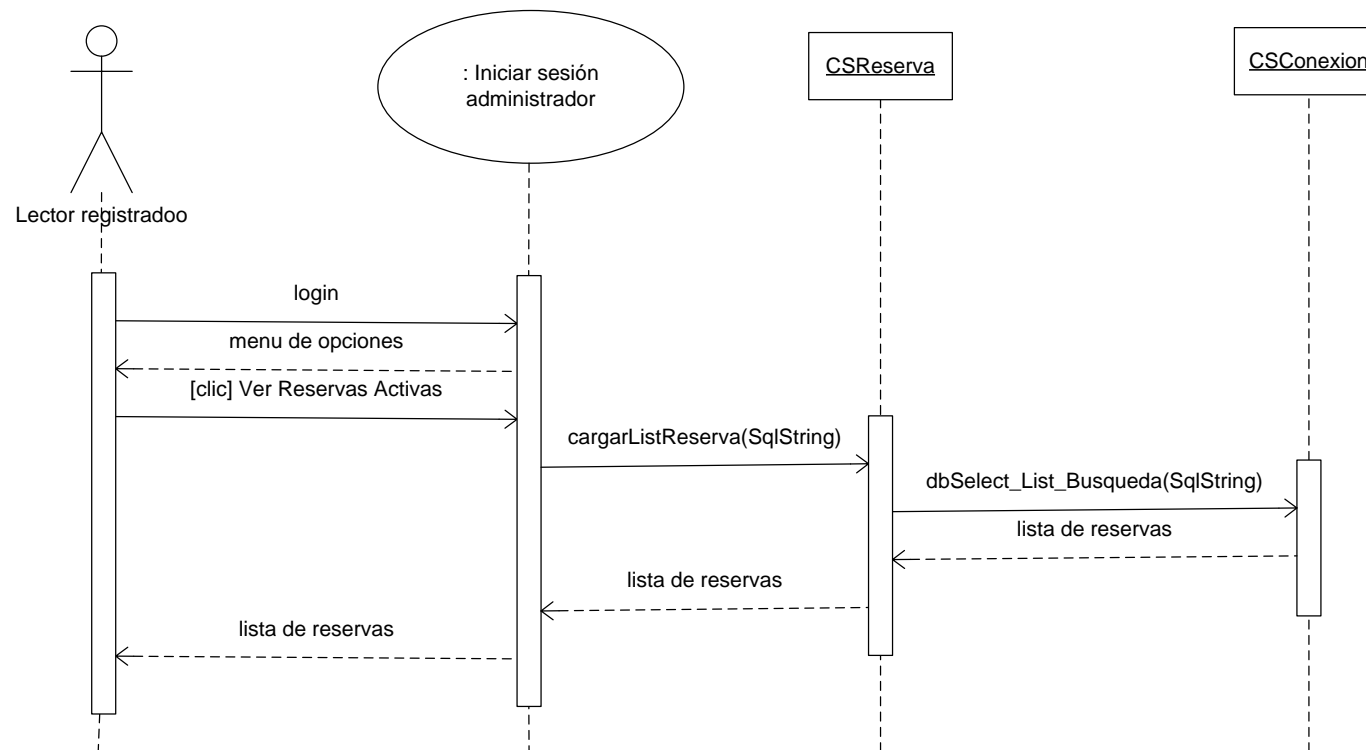 : Iniciar sesión
administrador
CSReserva
CSConexion
Lector registradoo
login
menu de opciones
[clic] Ver Reservas Activas
cargarListReserva(SqlString)
dbSelect_List_Busqueda(SqlString)
lista de reservas
lista de reservas
lista de reservas